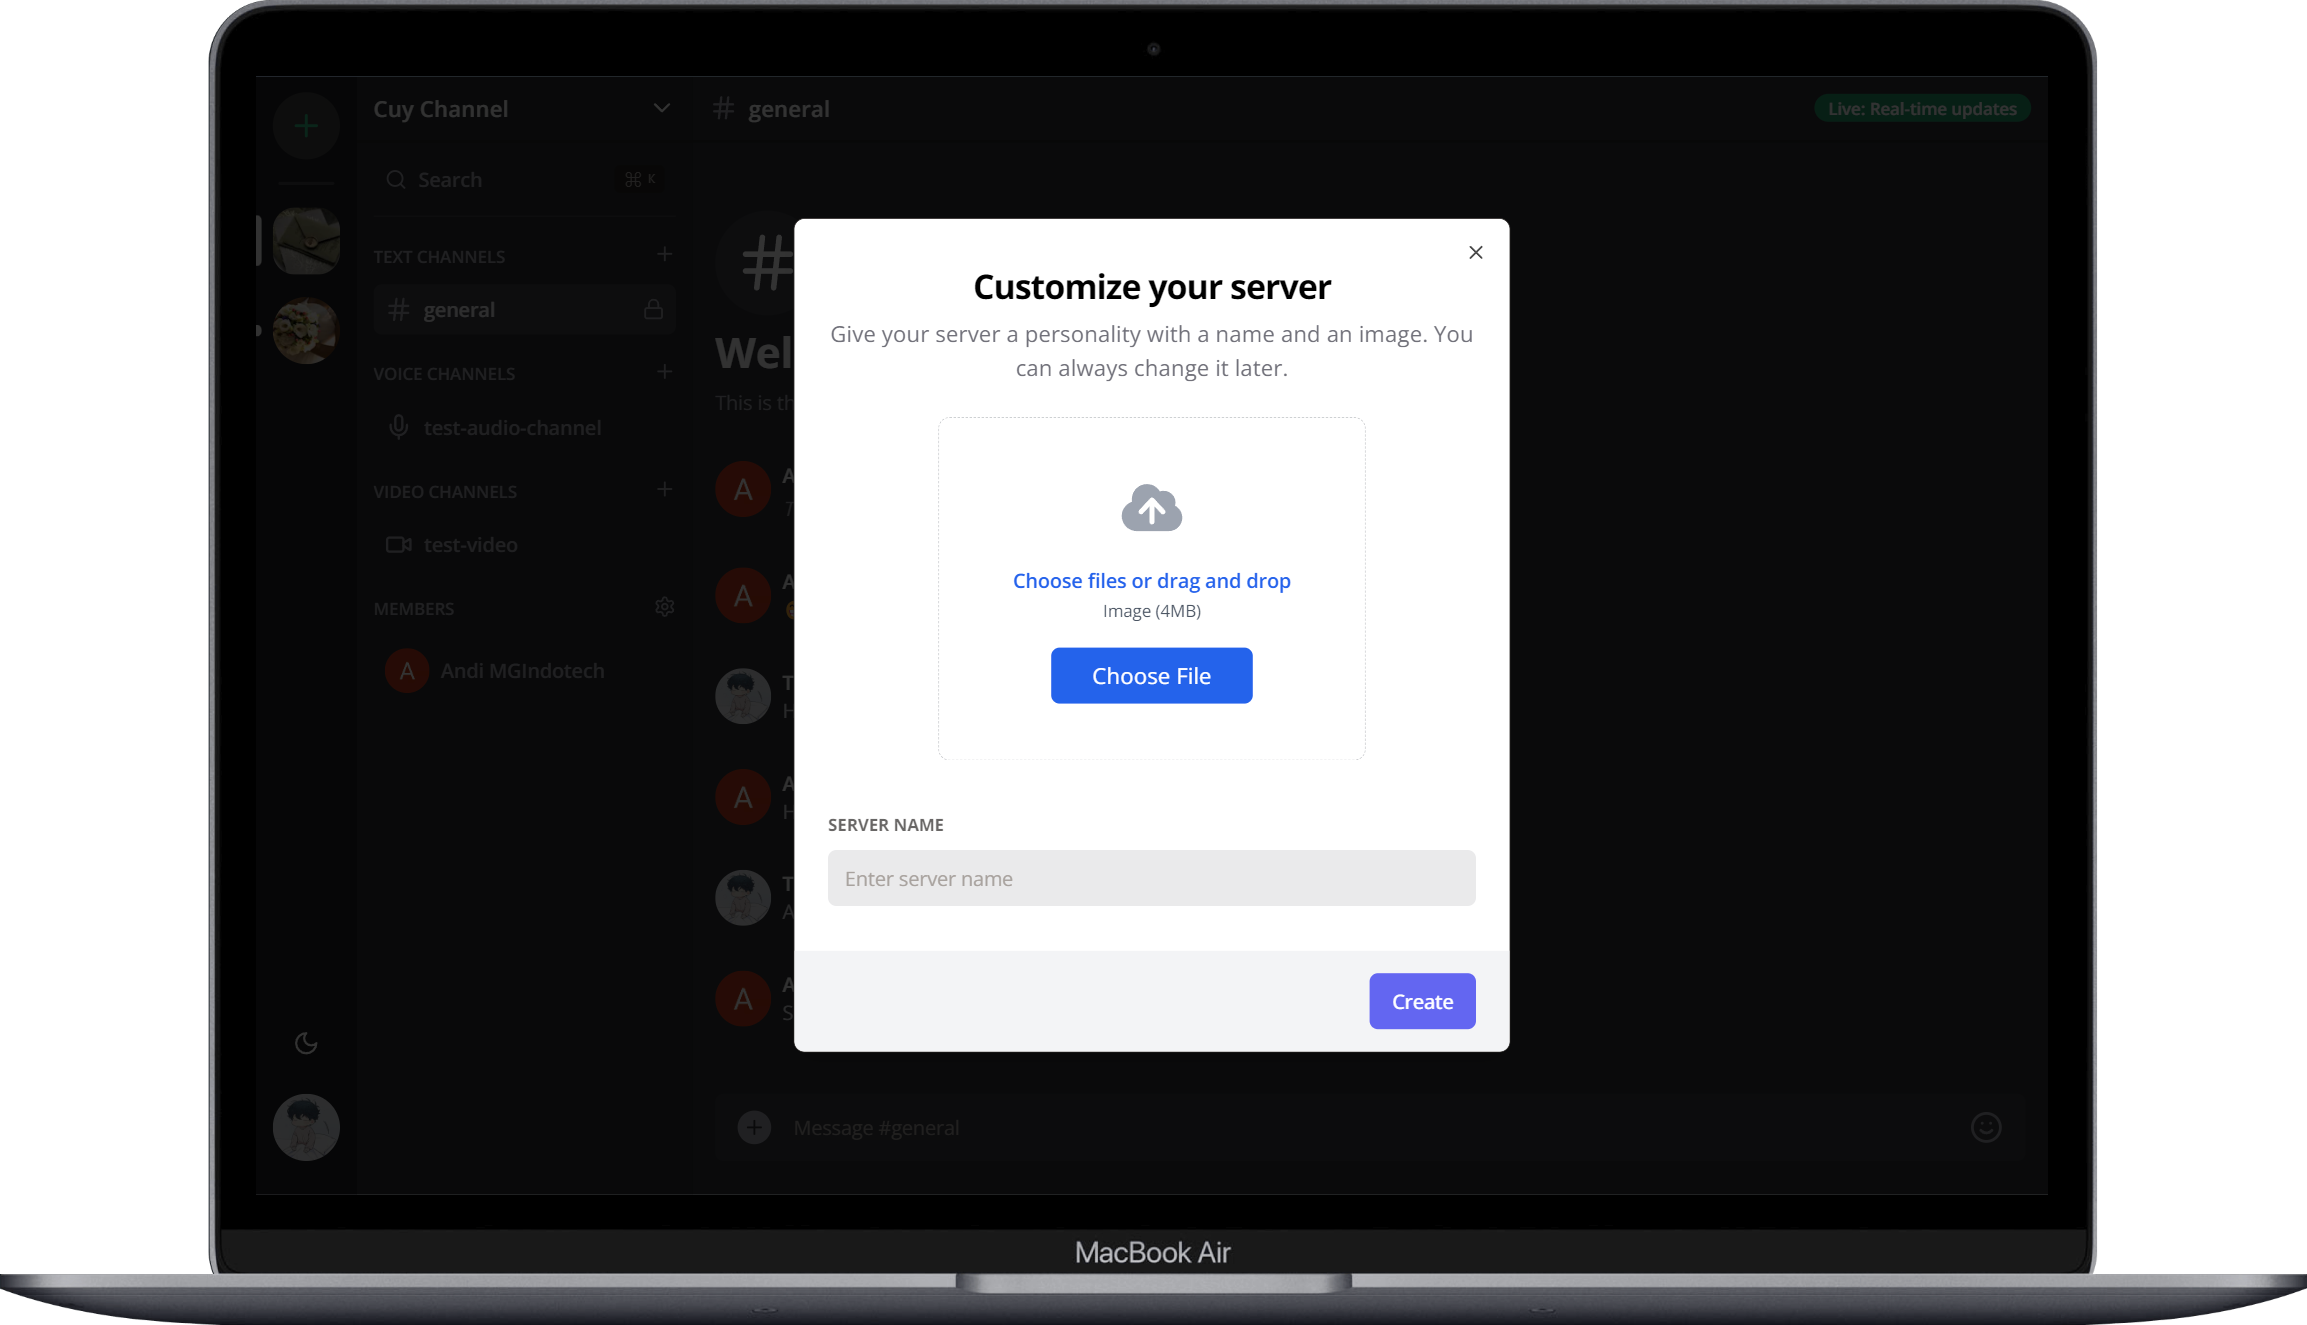 Cuy Channel
Search
⌘ K
TEXT CHANNELS
general
VOICE CHANNELS
test-audio-channel
VIDEO CHANNELS
test-video
MEMBERS
A Andi MGIndotech
# general
Live: Real-time updates
#
Wel
This is th
A A
A A
T
H
A A
H
T
A
A A
S
Message #general
Customize your server
Give your server a personality with a name and an image. You
can always change it later.
Choose files or drag and drop
Image (4MB)
Choose File
SERVER NAME
Enter server name
Create
MacBook Air